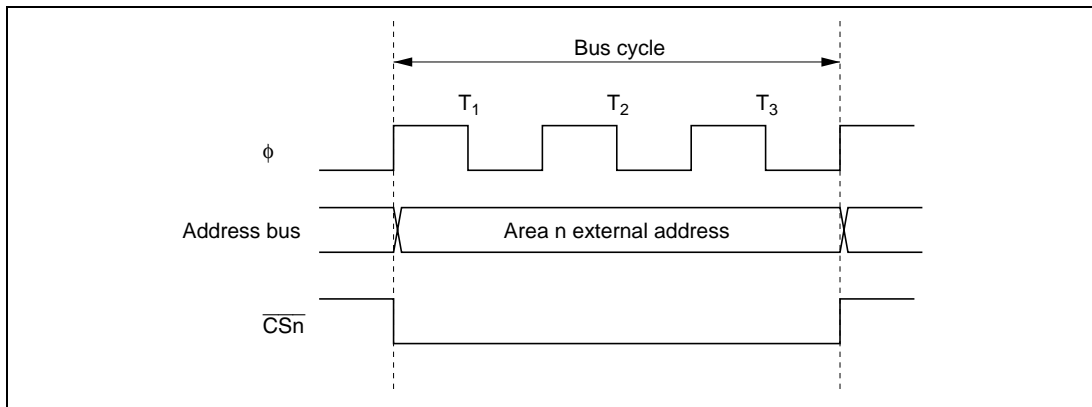 Bus cycle
T1 T2 T3
ϕ
Address bus Area n external address
CSn